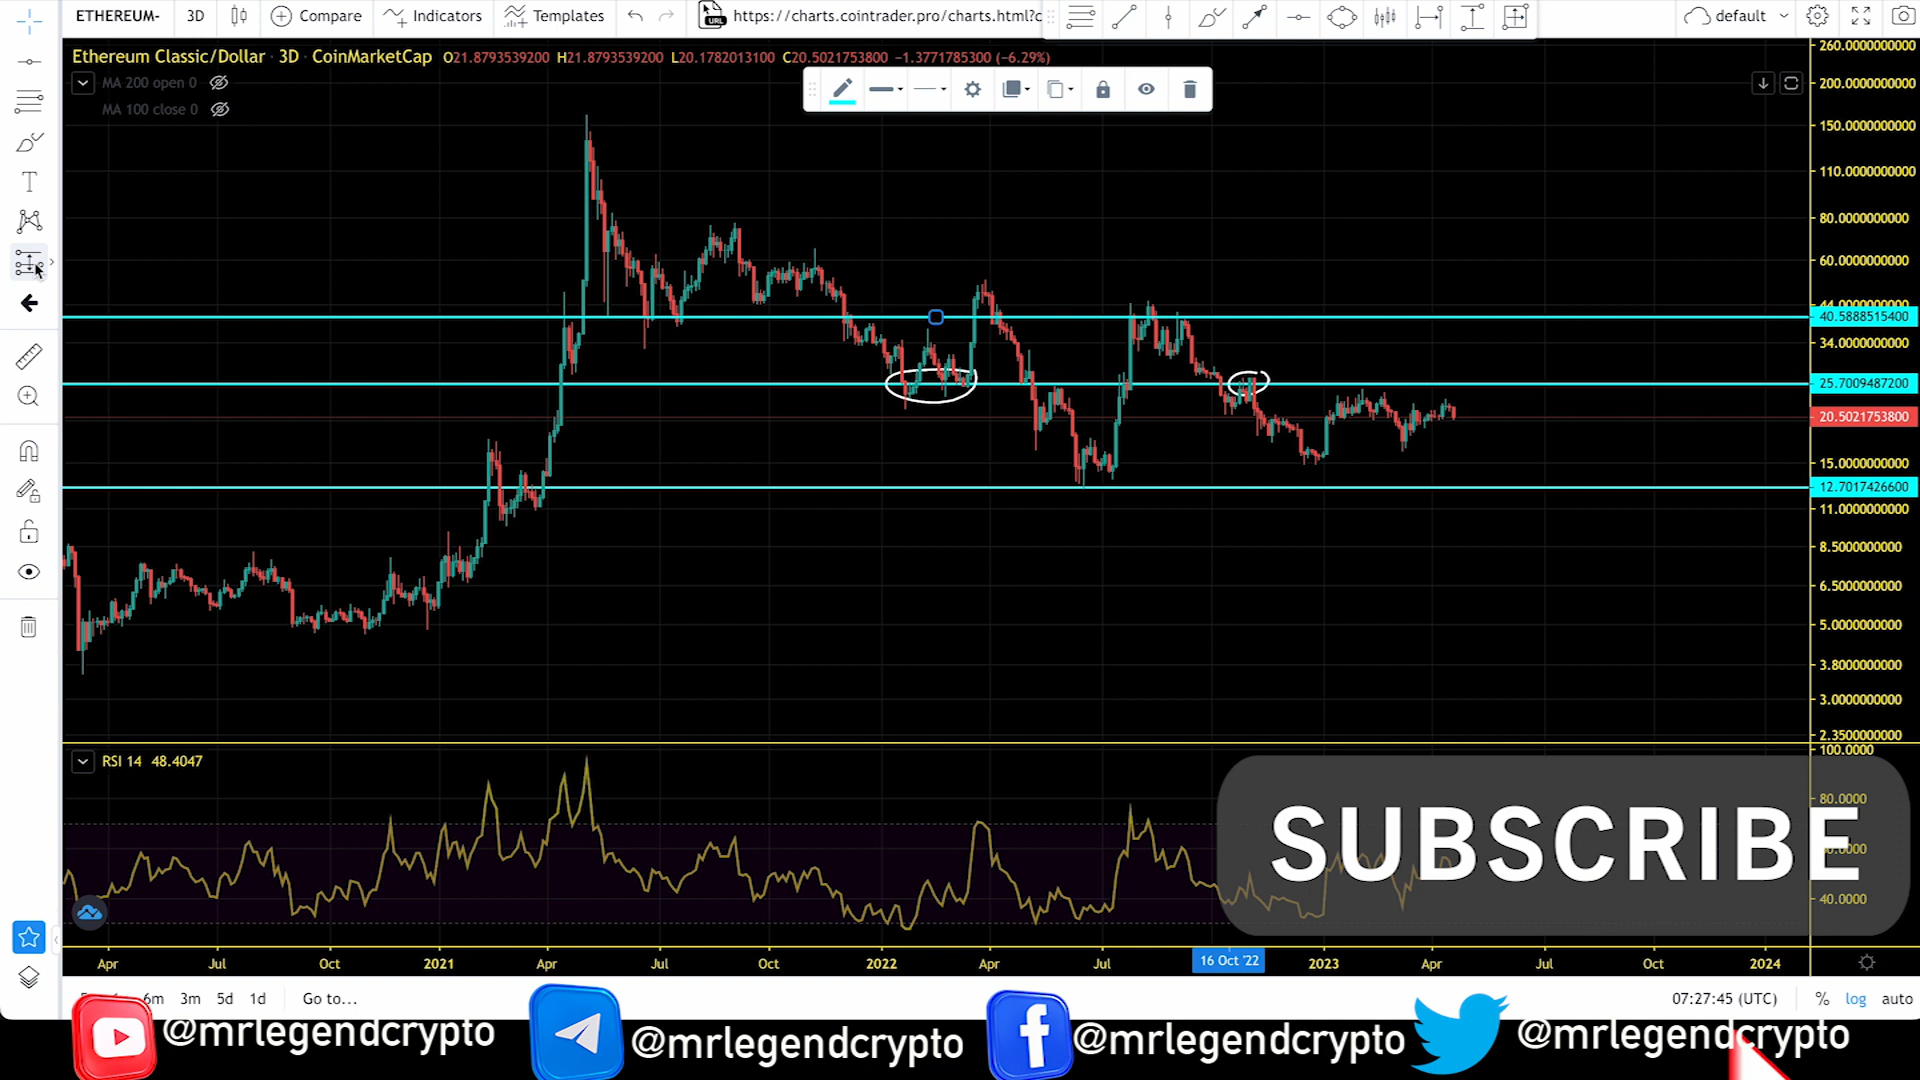 ETHEREUM- 3D Compare Indicators Templates https://charts.cointrader.pro/charts.html?c default
Ethereum Classic/Dollar · 3D · CoinMarketCap O21.8793539200 H21.8793539200 L20.1782013100 C20.5021753800 −1.3771785300 (−6.29%)
MA 200 open 0
MA 100 close 0
260.0000000000
200.0000000000
150.0000000000
110.0000000000
80.0000000000
60.0000000000
44.0000000000
40.5888515400
34.0000000000
25.7009487200
20.5021753800
15.0000000000
12.7017426600
11.0000000000
8.5000000000
6.5000000000
5.0000000000
3.8000000000
3.0000000000
2.3500000000
RSI 14 48.4047
100.0000
80.0000
60.0000
40.0000
SUBSCRIBE
Apr Jul Oct 2021 Apr Jul Oct 2022 Apr Jul 16 Oct '22 2023 Apr Jul Oct 2024
6m 3m 5d 1d Go to... 07:27:45 (UTC) % log auto
@mrlegendcrypto @mrlegendcrypto @mrlegendcrypto @mrlegendcrypto